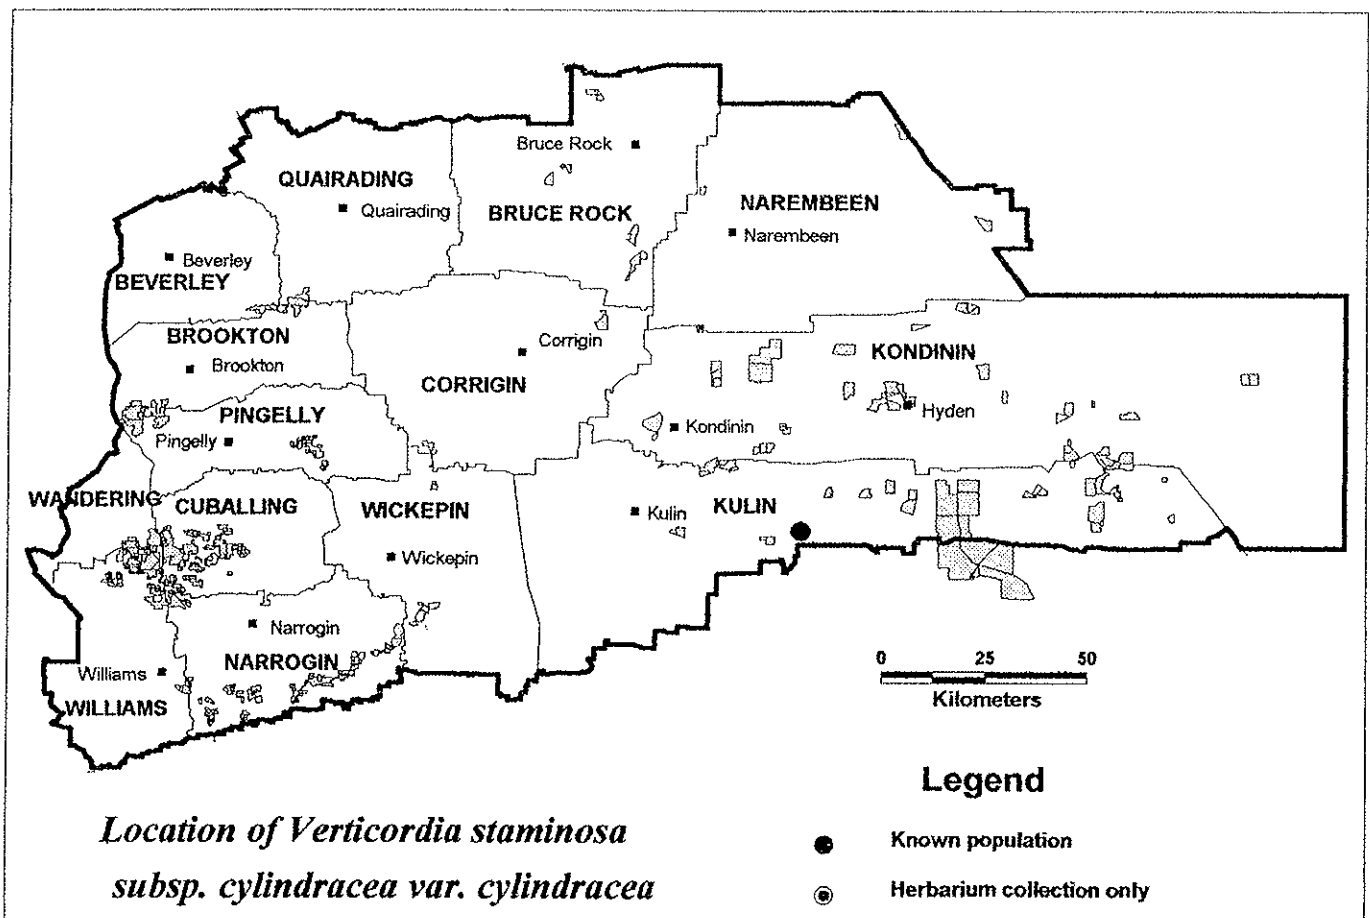 Bruce Rock
QUAIRADING
Quairading
BRUCE ROCK
NAREMBEEN
Narembeen
Beverley
BEVERLEY
BROOKTON
Brookton
Corrigin
CORRIGIN
KONDININ
Hyden
PINGELLY
Pingelly
Kondinin
WANDERING
CUBALLING
WICKEPIN
Kulin
KULIN
Wickepin
Narrogin
NARROGIN
Williams
WILLIAMS
0 25 50
Kilometers
Legend
Known population
Herbarium collection only
Location of Verticordia staminosa
subsp. cylindracea var. cylindracea